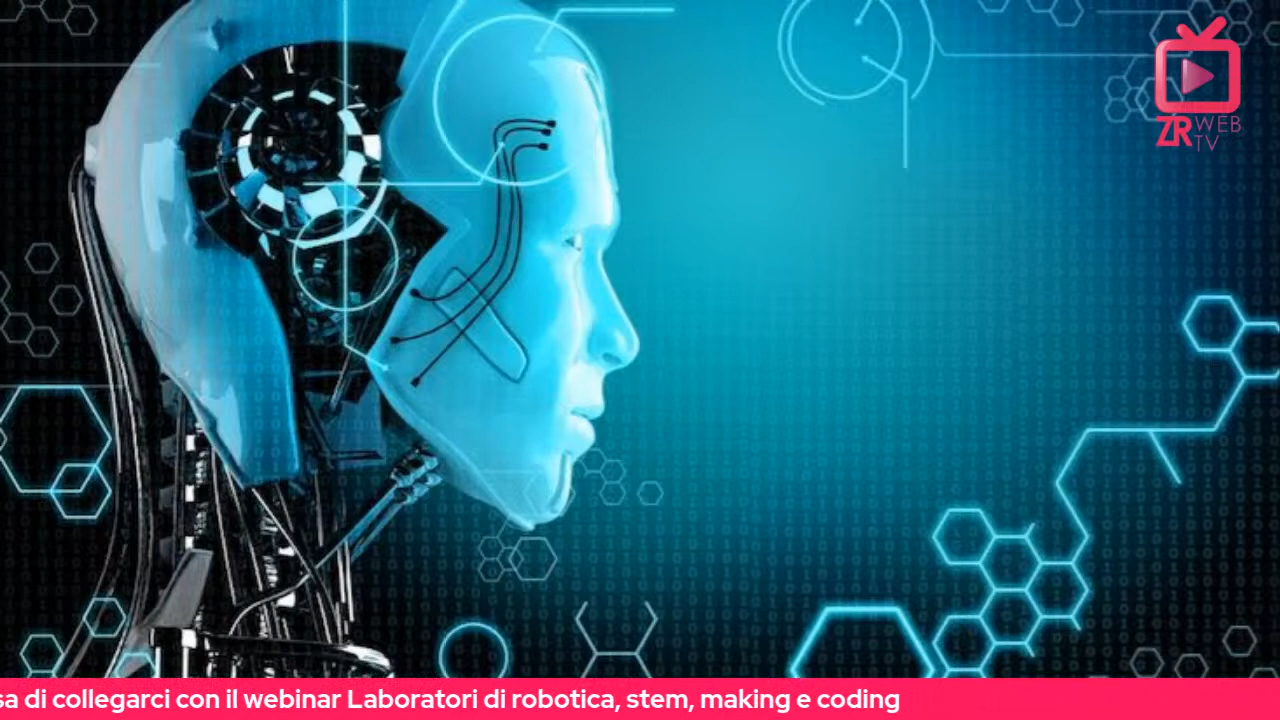 ZR WEB
TV
sa di collegarci con il webinar Laboratori di robotica, stem, making e coding